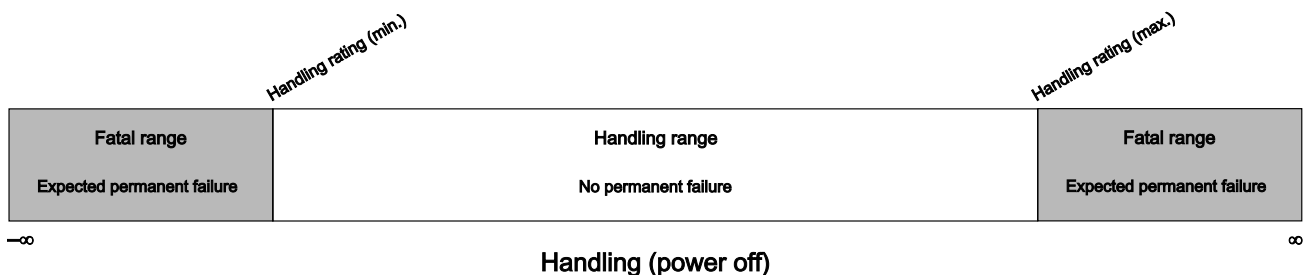 Handling rating (min.)
Handling rating (max.)
Fatal range
Handling range
Fatal range
Expected permanent failure
No permanent failure
Expected permanent failure
–∞
∞
Handling (power off)